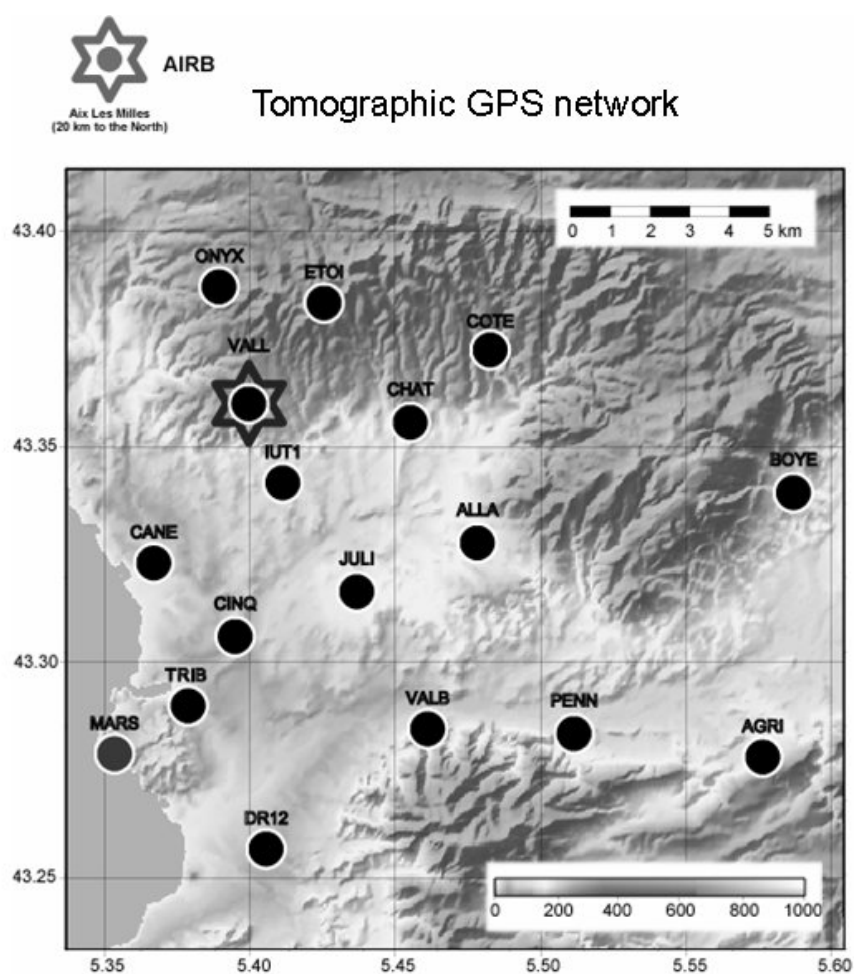 AIRB
Aix Les Milles
(20 km to the North)
Tomographic GPS network
43.40
0 1 2 3 4 5 km
ONYX
ETOI
COTE
VALL
CHAT
43.35
IUT1
BOYE
ALLA
CANE
JULI
CINQ
43.30
TRIB
VALB
PENN
MARS
AGRI
DR12
43.25
0 200 400 600 800 1000
5.35 5.40 5.45 5.50 5.55 5.60